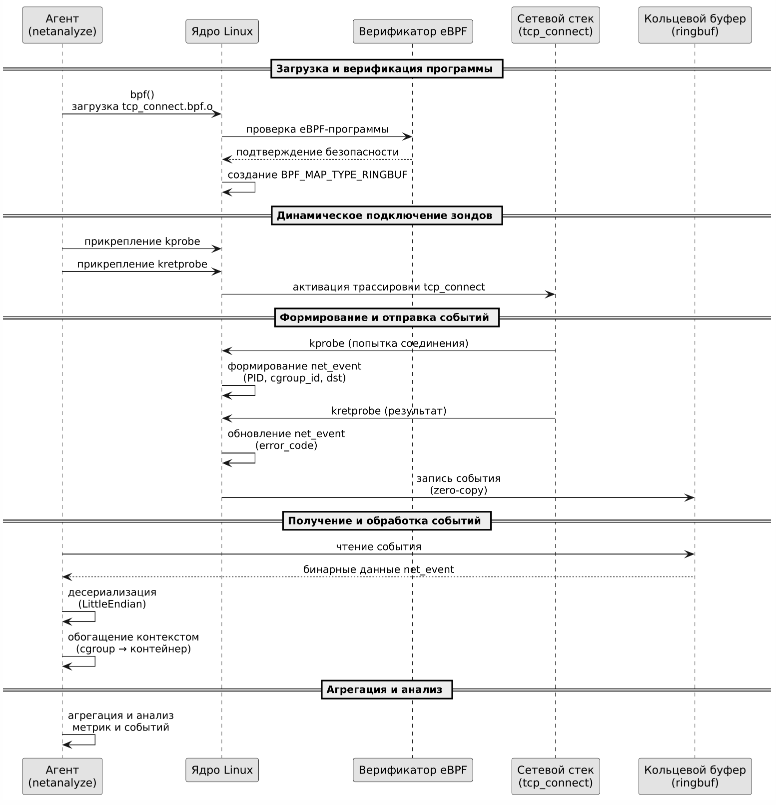 Агент
(netanalyze)
Ядро Linux
Верификатор eBPF
Сетевой стек
(tcp_connect)
Кольцевой буфер
(ringbuf)
Загрузка и верификация программы
bpf()
загрузка tcp_connect.bpf.o
проверка eBPF-программы
подтверждение безопасности
создание BPF_MAP_TYPE_RINGBUF
Динамическое подключение зондов
прикрепление kprobe
прикрепление kretprobe
активация трассировки tcp_connect
Формирование и отправка событий
kprobe (попытка соединения)
формирование net_event
(PID, cgroup_id, dst)
kretprobe (результат)
обновление net_event
(error_code)
запись события
(zero-copy)
Получение и обработка событий
чтение события
бинарные данные net_event
десериализация
(LittleEndian)
обогащение контекстом
(cgroup → контейнер)
Агрегация и анализ
агрегация и анализ
метрик и событий
Агент
(netanalyze)
Ядро Linux
Верификатор eBPF
Сетевой стек
(tcp_connect)
Кольцевой буфер
(ringbuf)